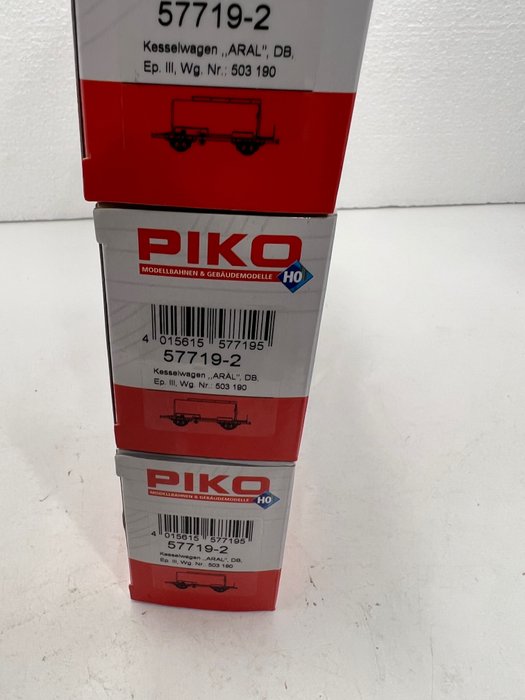 57719-2
Kesselwagen „ARAL", DB,
Ep. III, Wg. Nr.: 503 190
PIKO
MODELLBAHNEN & GEBÄUDEMODELLE
HO
4 015615 577195
57719-2
Kesselwagen „ARAL", DB,
Ep. III, Wg. Nr.: 503 190
PIKO
MODELLBAHNEN & GEBÄUDEMODELLE
HO
4 015615 577195
57719-2
Kesselwagen „ARAL", DB,
Ep. III, Wg. Nr.: 503 190